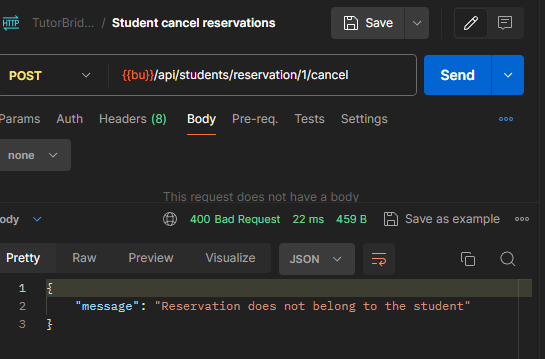 HTTP TutorBrid... / Student cancel reservations Save
POST {{bu}}/api/students/reservation/1/cancel Send
Params Auth Headers (8) Body Pre-req. Tests Settings
none
This request does not have a body
ody 400 Bad Request 22 ms 459 B Save as example
Pretty Raw Preview Visualize JSON
1 {
2 "message": "Reservation does not belong to the student"
3 }